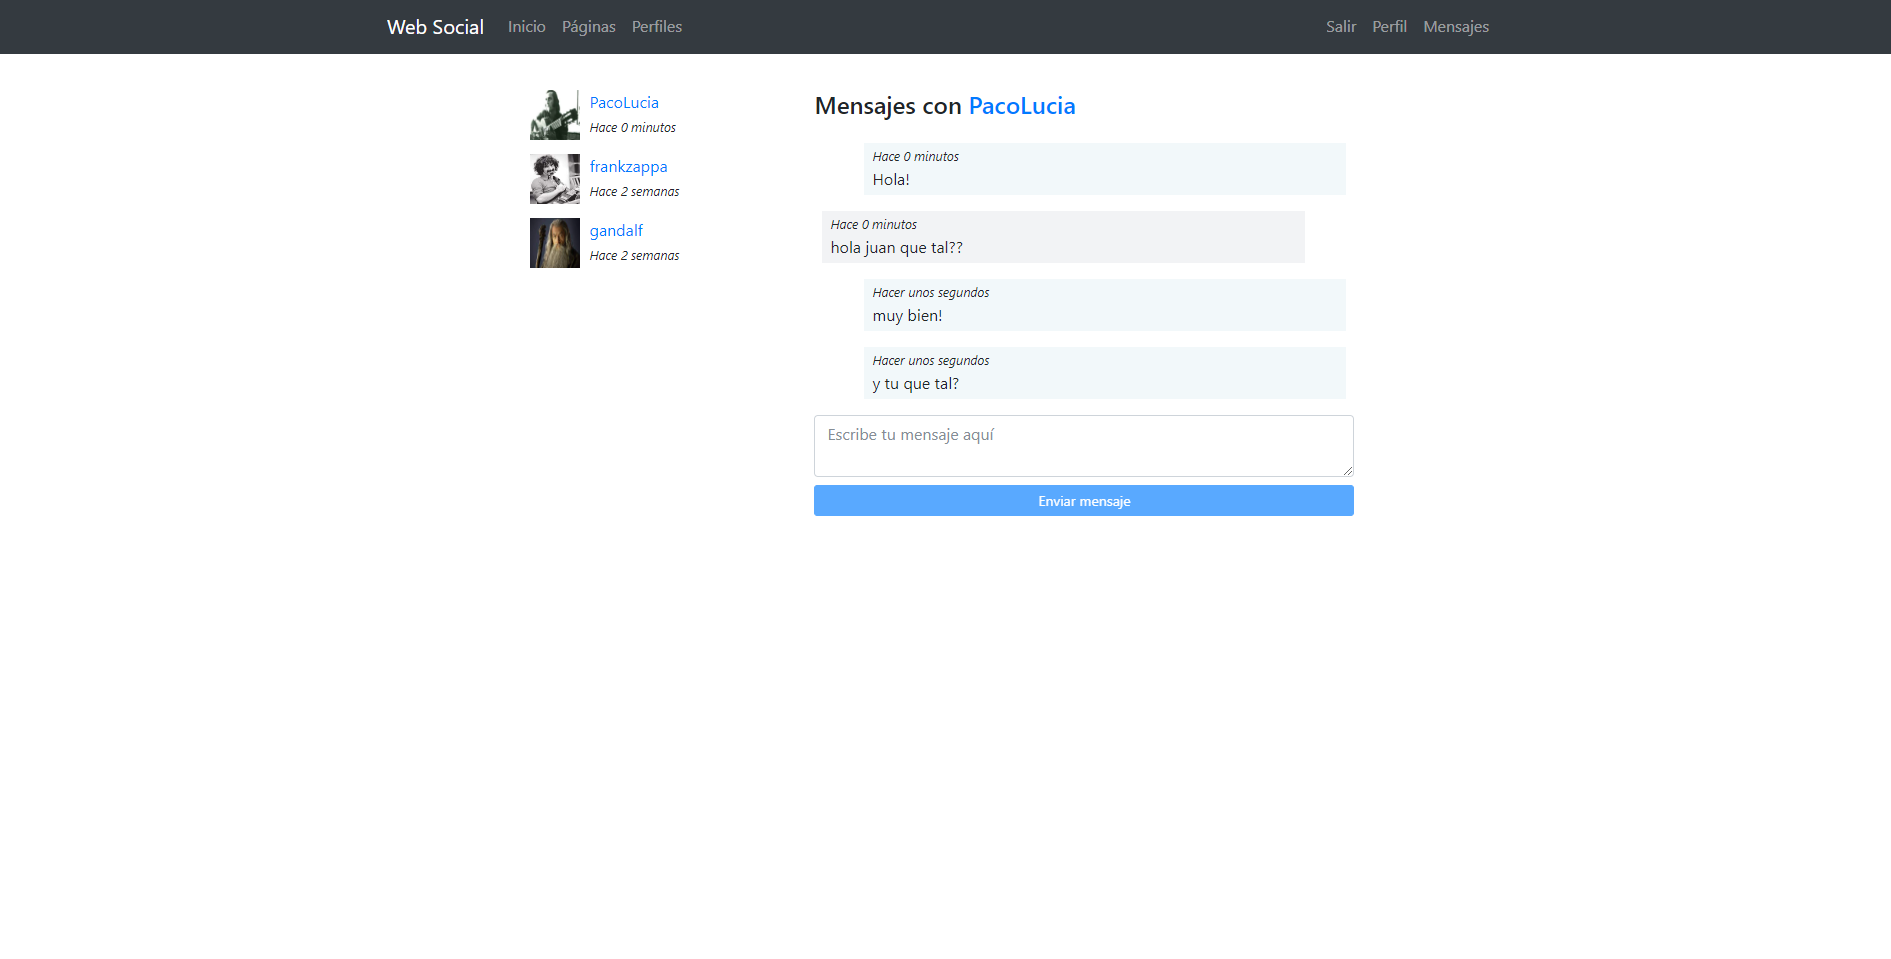 Web Social Inicio Páginas Perfiles Salir Perfil Mensajes
PacoLucia
Hace 0 minutos
frankzappa
Hace 2 semanas
gandalf
Hace 2 semanas
Mensajes con PacoLucia
Hace 0 minutos
Hola!
Hace 0 minutos
hola juan que tal??
Hacer unos segundos
muy bien!
Hacer unos segundos
y tu que tal?
Escribe tu mensaje aquí
Enviar mensaje